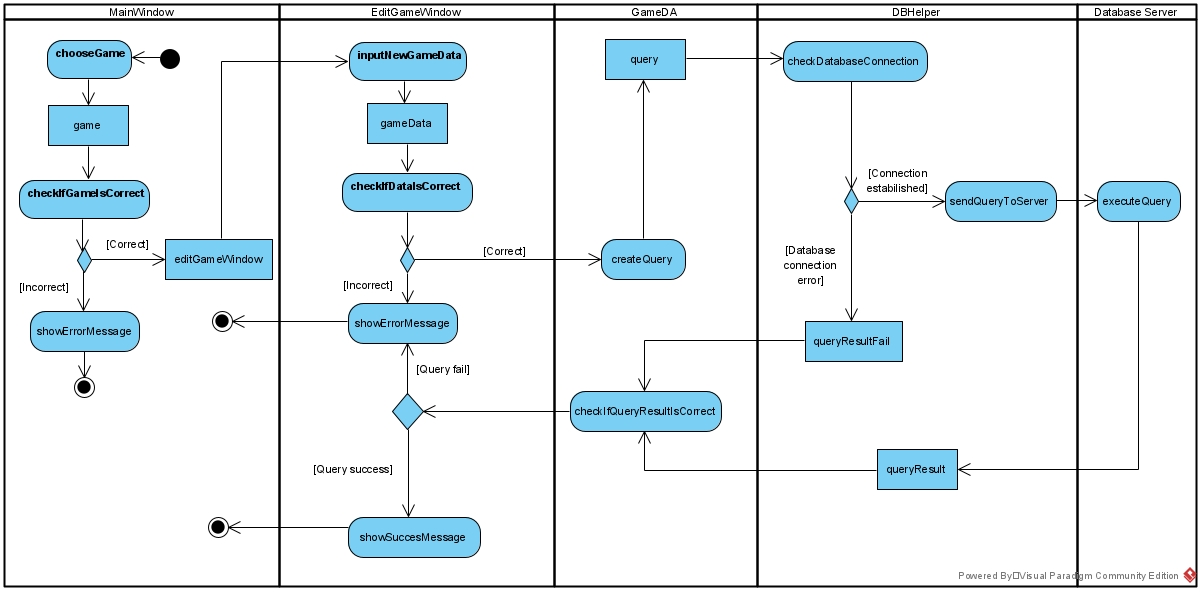 MainWindow
EditGameWindow
GameDA
DBHelper
Database Server
chooseGame
game
checkIfGameIsCorrect
[Correct]
editGameWindow
[Incorrect]
showErrorMessage
inputNewGameData
gameData
checkIfDataIsCorrect
[Correct]
[Incorrect]
showErrorMessage
[Query fail]
[Query success]
showSuccesMessage
query
createQuery
checkIfQueryResultIsCorrect
checkDatabaseConnection
[Connection
estabilished]
sendQueryToServer
[Database
connection
error]
queryResultFail
queryResult
executeQuery
Powered By Visual Paradigm Community Edition